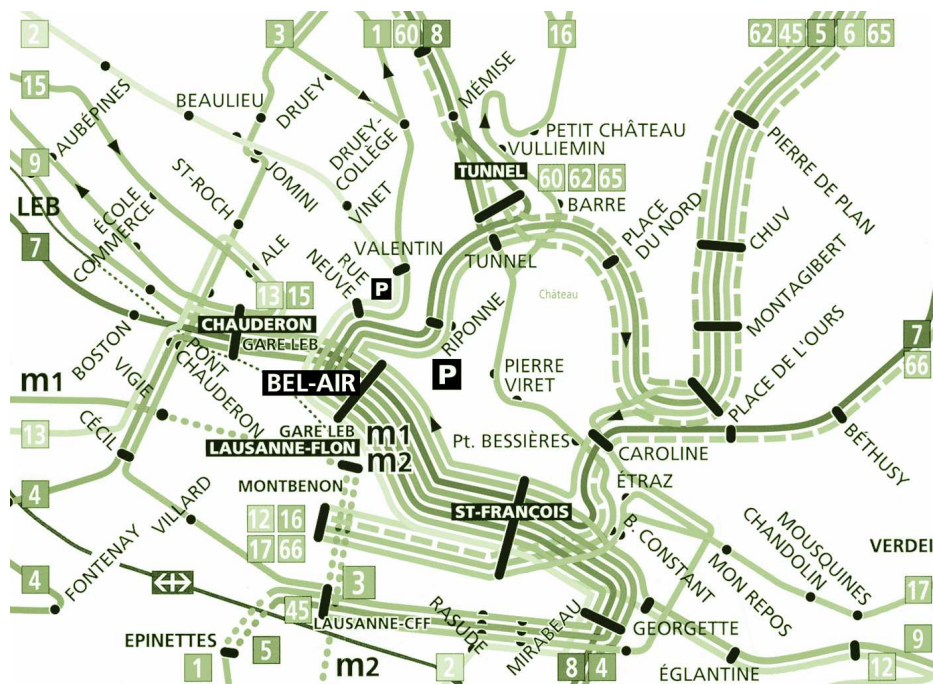 2
3
1 60 8
16
62 45 5 6 65
15
AUBÉPINES
BEAULIEU
DRUEY
DRUEY-
COLLÈGE
MÉMISE
PETIT CHÂTEAU
VULLIEMIN
PIERRE DE PLAN
9
LEB
ÉCOLE
COMMERCE
ST-ROCH
JOMINI
VINET
TUNNEL
60 62 65
BARRE
PLACE
DU NORD
CHUV
7
ALE
RUE
NEUVE
VALENTIN
P
TUNNEL
Château
MONTAGIBERT
13 15
CHAUDERON
GARE LEB
RIPONNE
BOSTON
VIGIE
PONT
CHAUDERON
BEL-AIR
P
PIERRE
VIRET
PLACE DE L'OURS
7
66
m1
13
CÉCIL
GARE LEB
LAUSANNE-FLON
m1
m2
Pt. BESSIÈRES
CAROLINE
BÉTHUSY
4
VILLARD
MONTBENON
12 16
17 66
ST-FRANÇOIS
ÉTRAZ
B. CONSTANT
MON REPOS
MOUSQUINES
CHANDOLIN
VERDEI
4
FONTENAY
3
17
45
LAUSANNE-CFF
RASUDE
MIRABEAU
GEORGETTE
9
EPINETTES
1
5
m2
2
8 4
ÉGLANTINE
12